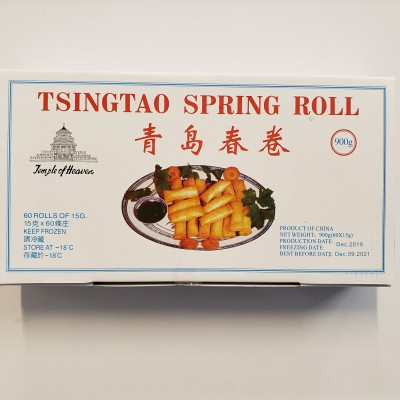 TSINGTAO SPRING ROLL
青岛春卷
900g
Temple of Heaven
60 ROLLS OF 15G.
15克×60條庄
KEEP FROZEN
請冷藏
STORE AT -18℃
存藏於-18℃
PRODUCT OF CHINA
NET WEIGHT: 900g(60X15g)
PRODUCTION DATE:
FREEZING DATE: Dec.2019
BEST BEFORE DATE: Dec.09.2021